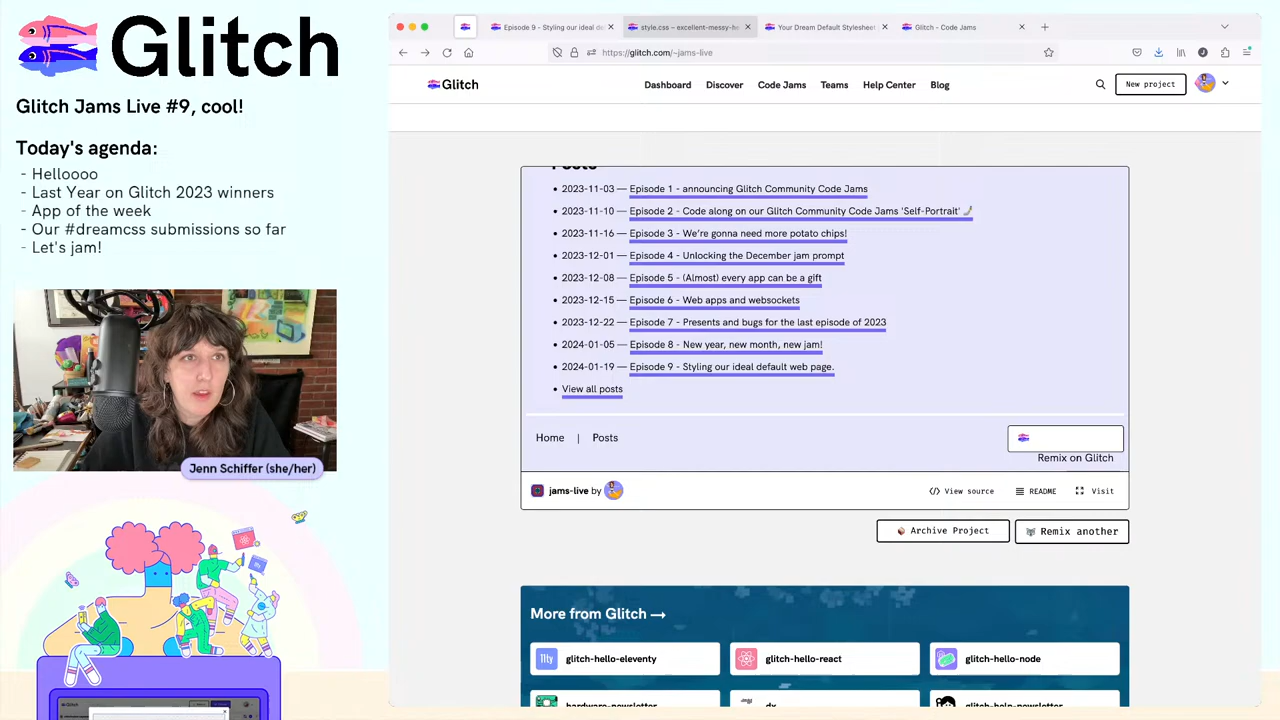 Glitch
Glitch Jams Live #9, cool!
Today's agenda:
- Helloooo
- Last Year on Glitch 2023 winners
- App of the week
- Our #dreamcss submissions so far
- Let's jam!
Jenn Schiffer (she/her)
Episode 9 - Styling our ideal de
style.css – excellent-messy-he
Your Dream Default Stylesheet
Glitch - Code Jams
https://glitch.com/~jams-live
Glitch
Dashboard Discover Code Jams Teams Help Center Blog
New project
Posts
• 2023-11-03 — Episode 1 - announcing Glitch Community Code Jams
• 2023-11-10 — Episode 2 - Code along on our Glitch Community Code Jams 'Self-Portrait' 🤳
• 2023-11-16 — Episode 3 - We're gonna need more potato chips!
• 2023-12-01 — Episode 4 - Unlocking the December jam prompt
• 2023-12-08 — Episode 5 - (Almost) every app can be a gift
• 2023-12-15 — Episode 6 - Web apps and websockets
• 2023-12-22 — Episode 7 - Presents and bugs for the last episode of 2023
• 2024-01-05 — Episode 8 - New year, new month, new jam!
• 2024-01-19 — Episode 9 - Styling our ideal default web page.
• View all posts
Home | Posts
Remix on Glitch
jams-live by
View source README Visit
Archive Project Remix another
More from Glitch →
glitch-hello-eleventy
glitch-hello-react
glitch-hello-node
hardware-newsletter
dx
glitch-help-newsletter